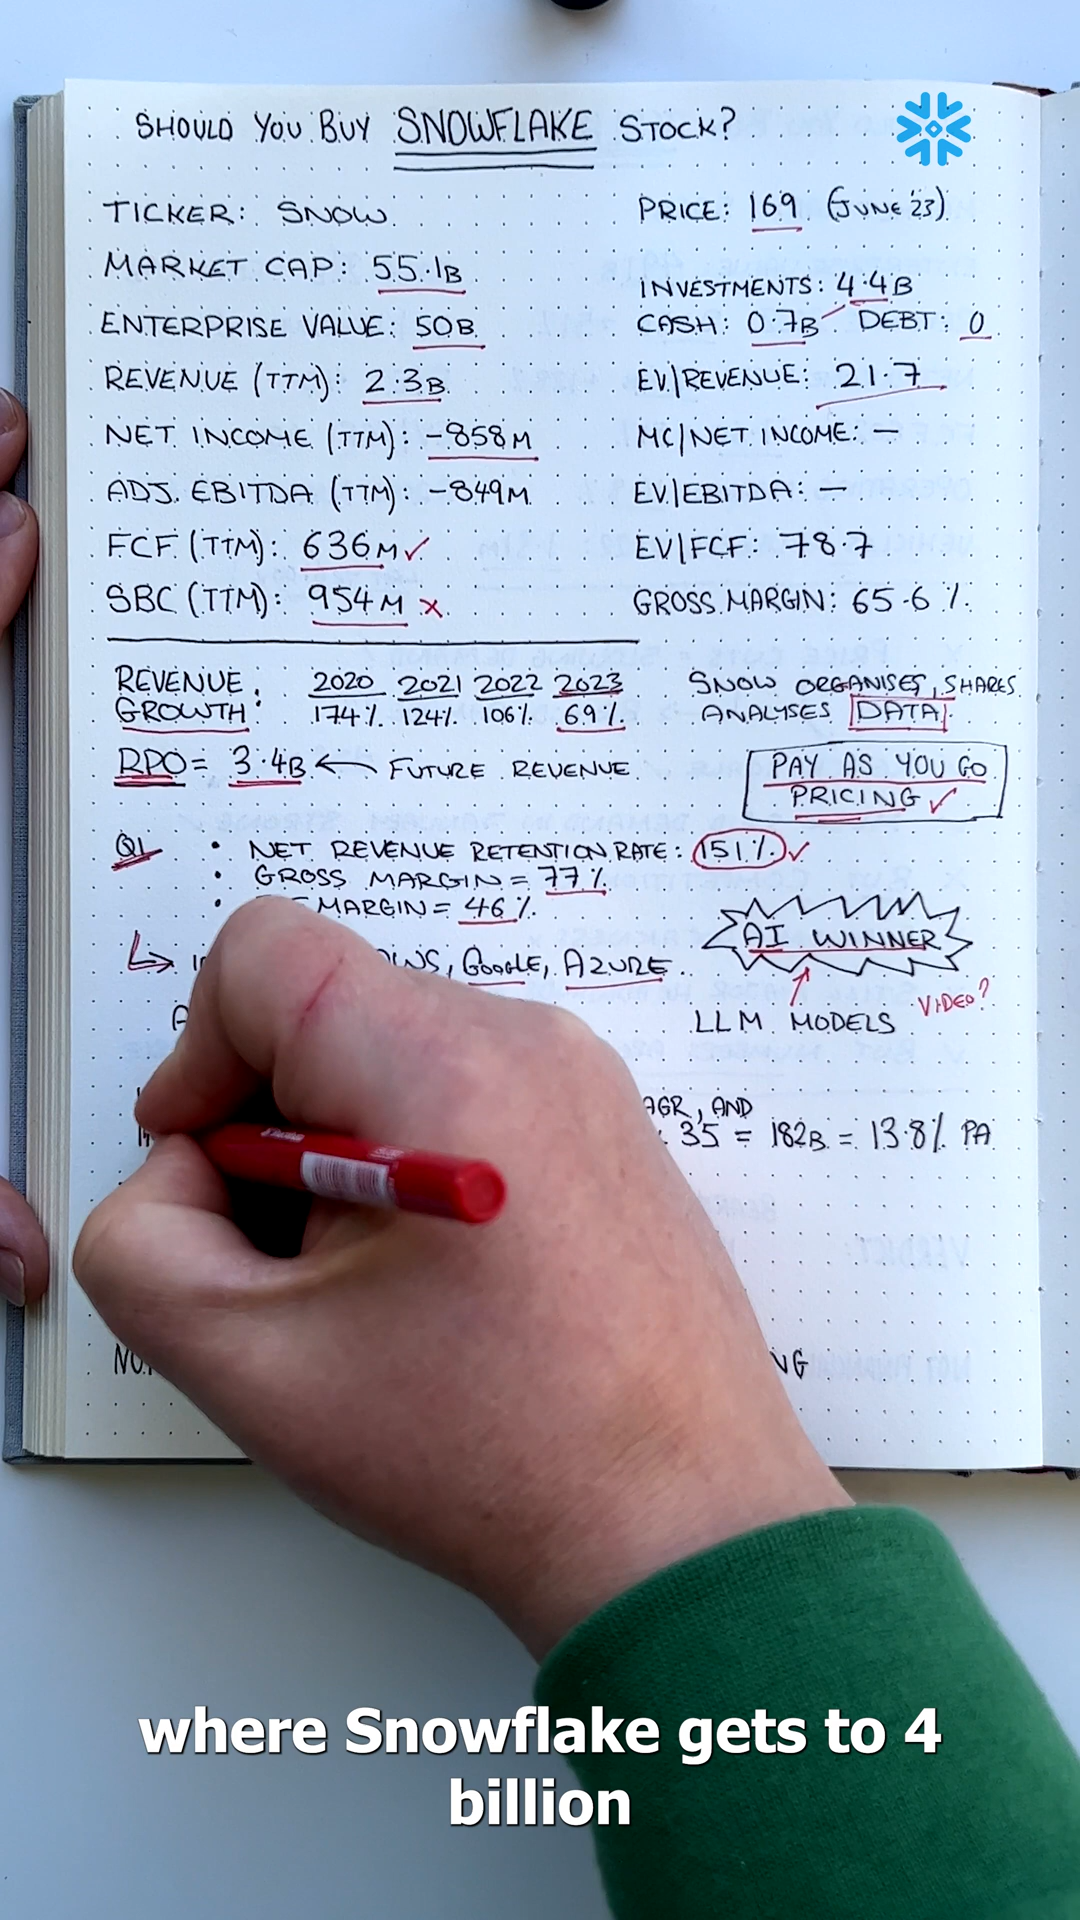 SHOULD YOU BUY SNOWFLAKE STOCK?
TICKER: SNOW
PRICE: 169 (JUNE '23)
MARKET CAP: 55.1B
INVESTMENTS: 4.4B
ENTERPRISE VALUE: 50B
CASH: 0.7B DEBT: 0
REVENUE (TTM): 2.3B
EV/REVENUE: 21.7
NET INCOME (TTM): -858M
MC/NET INCOME: —
ADJ. EBITDA (TTM): -849M
EV/EBITDA: —
FCF (TTM): 636M ✓
EV/FCF: 78.7
SBC (TTM): 954M x
GROSS MARGIN: 65.6%
REVENUE GROWTH:
2020 2021 2022 2023
174% 124% 106% 69%
SNOW ORGANISES, SHARES
ANALYSES DATA
RPO = 3.4B ← FUTURE REVENUE
PAY AS YOU GO
PRICING ✓
Q1
• NET REVENUE RETENTION RATE: 151% ✓
• GROSS MARGIN = 77%
• MARGIN = 46%
AI WINNER
, GOOGLE, AZURE
VIDEO?
LLM MODELS
AND
35 = 182B = 13.8% PA
where Snowflake gets to 4
billion